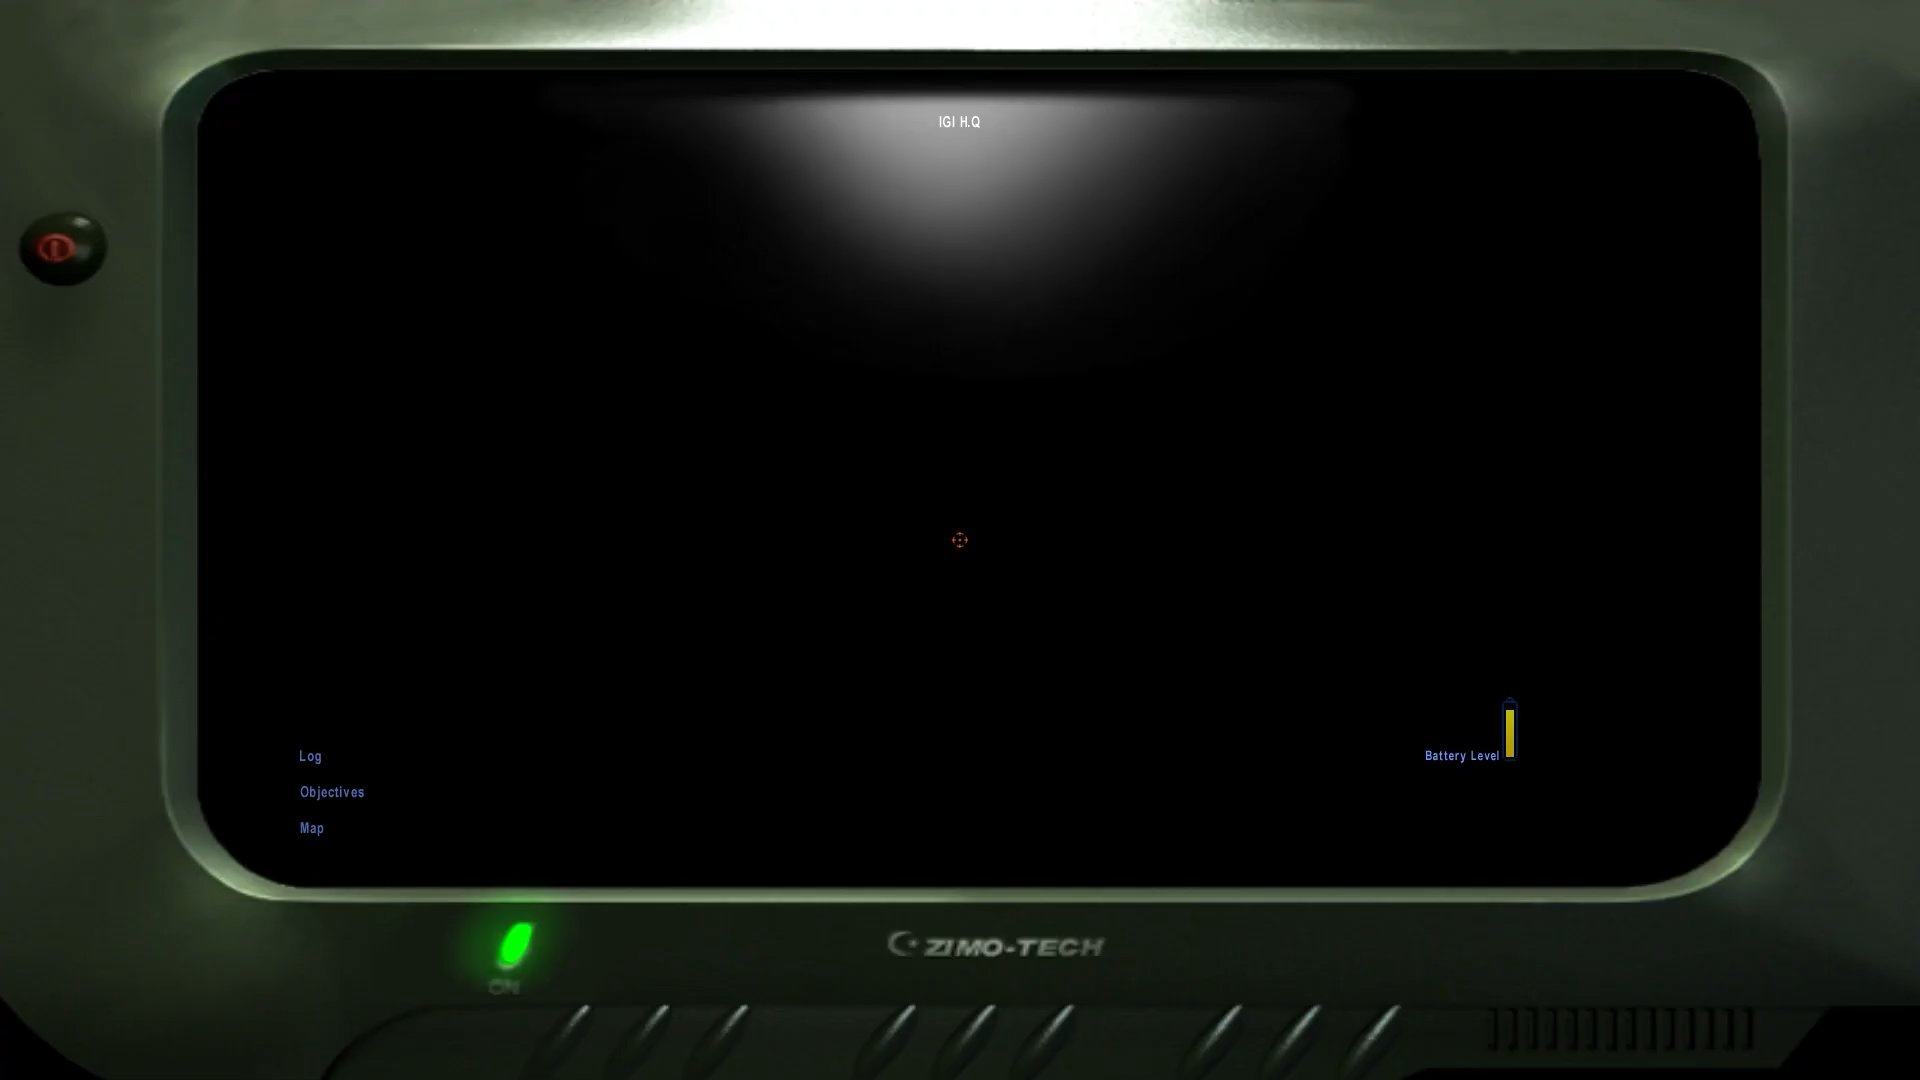 IGI H.Q
Log
Battery Level
Objectives
Map
ZIMO-TECH
ON